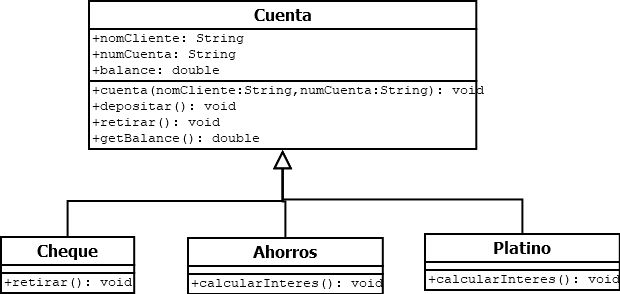 Cuenta
+nomCliente: String
+numCuenta: String
+balance: double
+cuenta(nomCliente:String,numCuenta:String): void
+depositar(): void
+retirar(): void
+getBalance(): double
Cheque
+retirar(): void
Ahorros
+calcularInteres(): void
Platino
+calcularInteres(): void